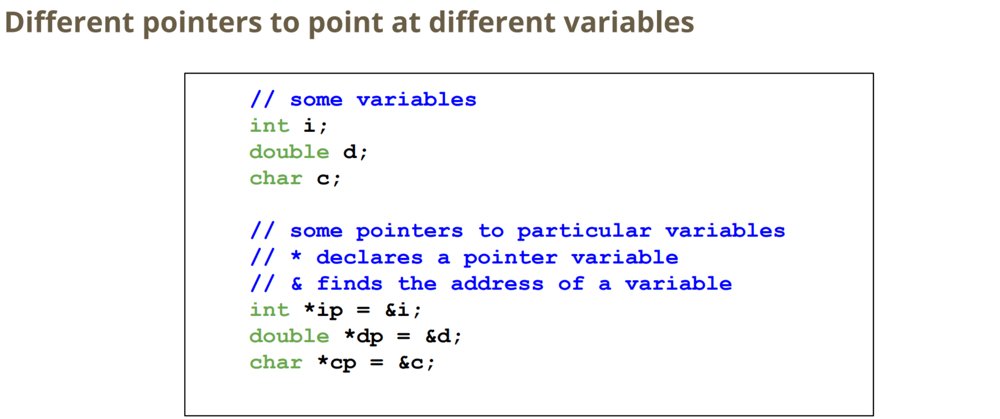 Different pointers to point at different variables
// some variables
int i;
double d;
char c;
// some pointers to particular variables
// * declares a pointer variable
// & finds the address of a variable
int *ip = &i;
double *dp = &d;
char *cp = &c;